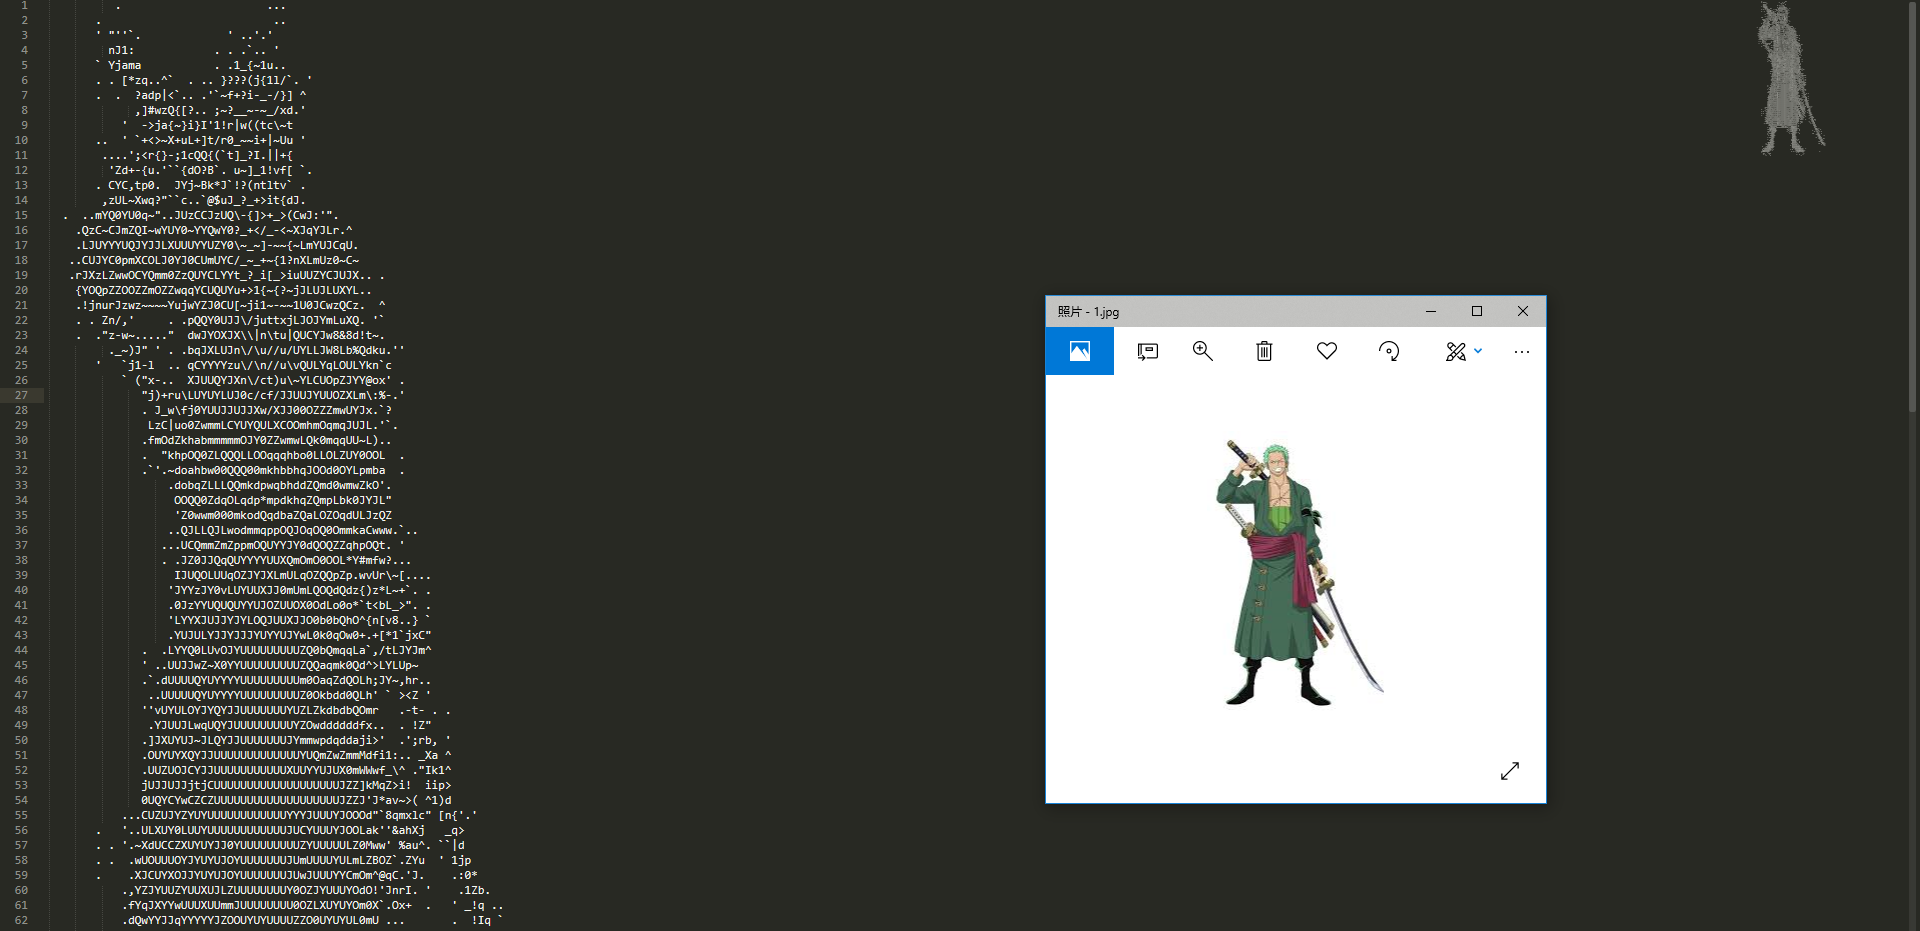 1 . ...
2 . ..
3 ' "''`. ' ..'.'
4 nJ1: . . .`.. '
5 ` Yjama . .1_{~1u..
6 . . [*zq..^` . .. }???(j{1l/`. '
7 . . ?adp|<`.. .'`~f+?i-_-/}] ^
8 ,]#wzQ{[?.. ;~?__~-~_/xd.'
9 ' ->ja{~}i}I'1!r|w((tc\~t
10 .. ' `+<>~X+uL+]t/r0_~~i+|~Uu '
11 ....';<r{}-;1cQQ{(`t]_?I.||+{
12 'Zd+-{u.'``{dO?B`. u~]_1!vf[ `.
13 . CYC,tp0. JYj~Bk*J`!?(ntltv` .
14 ,zUL~Xwq?"``c..`@$uJ_?_+>it{dJ.
15 . ..mYQ0YU0q~"..JUzCCJzUQ\-{]>+_>(CwJ:'".
16 .QzC~CJmZQI~wYUY0~YYQwY0?_+</_-<~XJqYJLr.^
17 .LJUYYYUQJYJJLXUUUYYUZY0\~_~]-~~{~LmYUJCqU.
18 ..CUJYC0pmXCOLJ0YJ0CUmUYC/_~_+~{1?nXLmUz0~C~
19 .rJXzLZwwOCYQmm0ZzQUYCLYYt_?_i[_>iuUUZYCJUJX.. .
20 {YOQpZZOOZZmOZZwqqYCUQUYu+>1{~{?~jJLUJLUXYL..
21 .!jnurJzwz~~~~YujwYZJ0CU[~ji1~-~~1U0JCwzQCz. ^
22 . . Zn/,' . .pQQY0UJJ\/juttxjLJOJYmLuXQ. '`
23 . ."z-w~....." dwJYOXJX\\|n\tu|QUCYJw8&8d!t~.
24 ._~)J" ' . .bqJXLUJn\/\u//u/UYLLJW8Lb%Qdku.''
25 ' `j1-l .. qCYYYYzu\/\n//u\vQULYqLOULYkn`c
26 ` ("x-.. XJUUQYJXn\/ct)u\~YLCUOpZJYY@ox' .
27 "j)+ru\LUYUYLUJ0c/cf/JJUUJYUUOZXLm\:%-.'
28 . J_w\fj0YUUJJUJJXw/XJJ00OZZZmwUYJx.`?
29 LzC|uo0ZwmmLCYUYQULXCOOmhmOqmqJUJL.'`.
30 .fmOdZkhabmmmmmOJY0ZZwmwLQk0mqqUU~L)..
31 . "khpOQ0ZLQQQLLOOqqqhbo0LLOLZUY0OOL .
32 .`'.~doahbw00QQQ00mkhbbhqJOOd0OYLpmba .
33 .dobqZLLLQQmkdpwqbhddZQmd0wmwZkO'.
34 OOQQ0ZdqOLqdp*mpdkhqZQmpLbk0JYJL"
35 'Z0wwm000mkodQqdbaZQaLOZOqdULJzQZ
36 ..QJLLQJLwodmmqppOQJOqOQ0OmmkaCwww.`..
37 ...UCQmmZmZppmOQUYYJY0dQOQZZqhpOQt. '
38 . .JZ0JJQqQUYYYYUUXQmOmO0OOL*Y#mfw?...
39 IJUQOLUUqOZJYJXLmULqOZQQpZp.wvUr\~[....
40 'JYYzJY0vLUYUUXJJ0mUmLQOQdQdz{)z*L~+`. .
41 .0JzYYUQUQUYYUJOZUUOX0OdLo0o*`t<bL_>". .
42 'LYYXJUJJYJYLOQJUUXJJO0b0bQhO^{n[v8..} `
43 .YUJULYJJYJJJYUYYUJYwL0k0qOw0+.+[*1`jxC"
44 . .LYYQ0LUvOJYUUUUUUUUUZQ0bQmqqLa`,/tLJYJm^
45 ' ..UUJJwZ~X0YYUUUUUUUUUZQQaqmk0Qd^>LYLUp~
46 .`.dUUUUQYUYYYYUUUUUUUUUm0OaqZdQOLh;JY~,hr..
47 ..UUUUUQYUYYYYUUUUUUUUUUZ0Okbdd0QLh' ` ><Z '
48 ''vUYULOYJYQYJJUUUUUUUYUZLZkdbdbQOmr .-t- . .
49 .YJUUJLwqUQYJUUUUUUUUUYZOwddddddfx.. . !Z"
50 .]JXUYUJ~JLQYJJUUUUUUUJYmmwpdqddaji>' .';rb, '
51 .OUYUYXQYJJUUUUUUUUUUUUUYUQmZwZmmMdfi1:.. _Xa ^
52 .UUZUOJCYJJUUUUUUUUUUUXUUYYUJUX0mWWwf_\^ ."Ik1^
53 jUJJUJJjtjCUUUUUUUUUUUUUUUUUUUJZZ]kMqZ>i! iip>
54 0UQYCYwCZCZUUUUUUUUUUUUUUUUUUUJZZJ'J*av~>( ^1)d
55 ...CUZUJYZYUYUUUUUUUUUUUUYYYJUUUYJOOOd"`8qmx1c" [n{'.'
56 . '..ULXUY0LUUYUUUUUUUUUUUUJUCYUUUYJOOLak''&ahXj _q>
57 . . '.~XdUCCZXUYUYJJ0YUUUUUUUUUZYUUUUULZ0Mww' %au^. ``|d
58 . . .wUOUUUOYJYUYUJOYUUUUUUUJUmUUUUYULmLZBOZ`.ZYu ' 1jp
59 . .XJCUYXOJJYUYUJOYUUUUUUUJUwJUUUYYCmOm^@qC.'J. .:0*
60 .,YZJYUUZYUUXUJLZUUUUUUUUY0OZJYUUUYOdO!'JnrI. ' .1Zb.
61 .fYqJXYYwUUUXUUmmJUUUUUUUU0OZLXUYUYOm0X`.Ox+ . ' _!q ..
62 .dQwYYJJqYYYYYJZOOUYUYUUUUZZO0UYUYUL0mU ... . !Iq `
照片 - 1.jpg